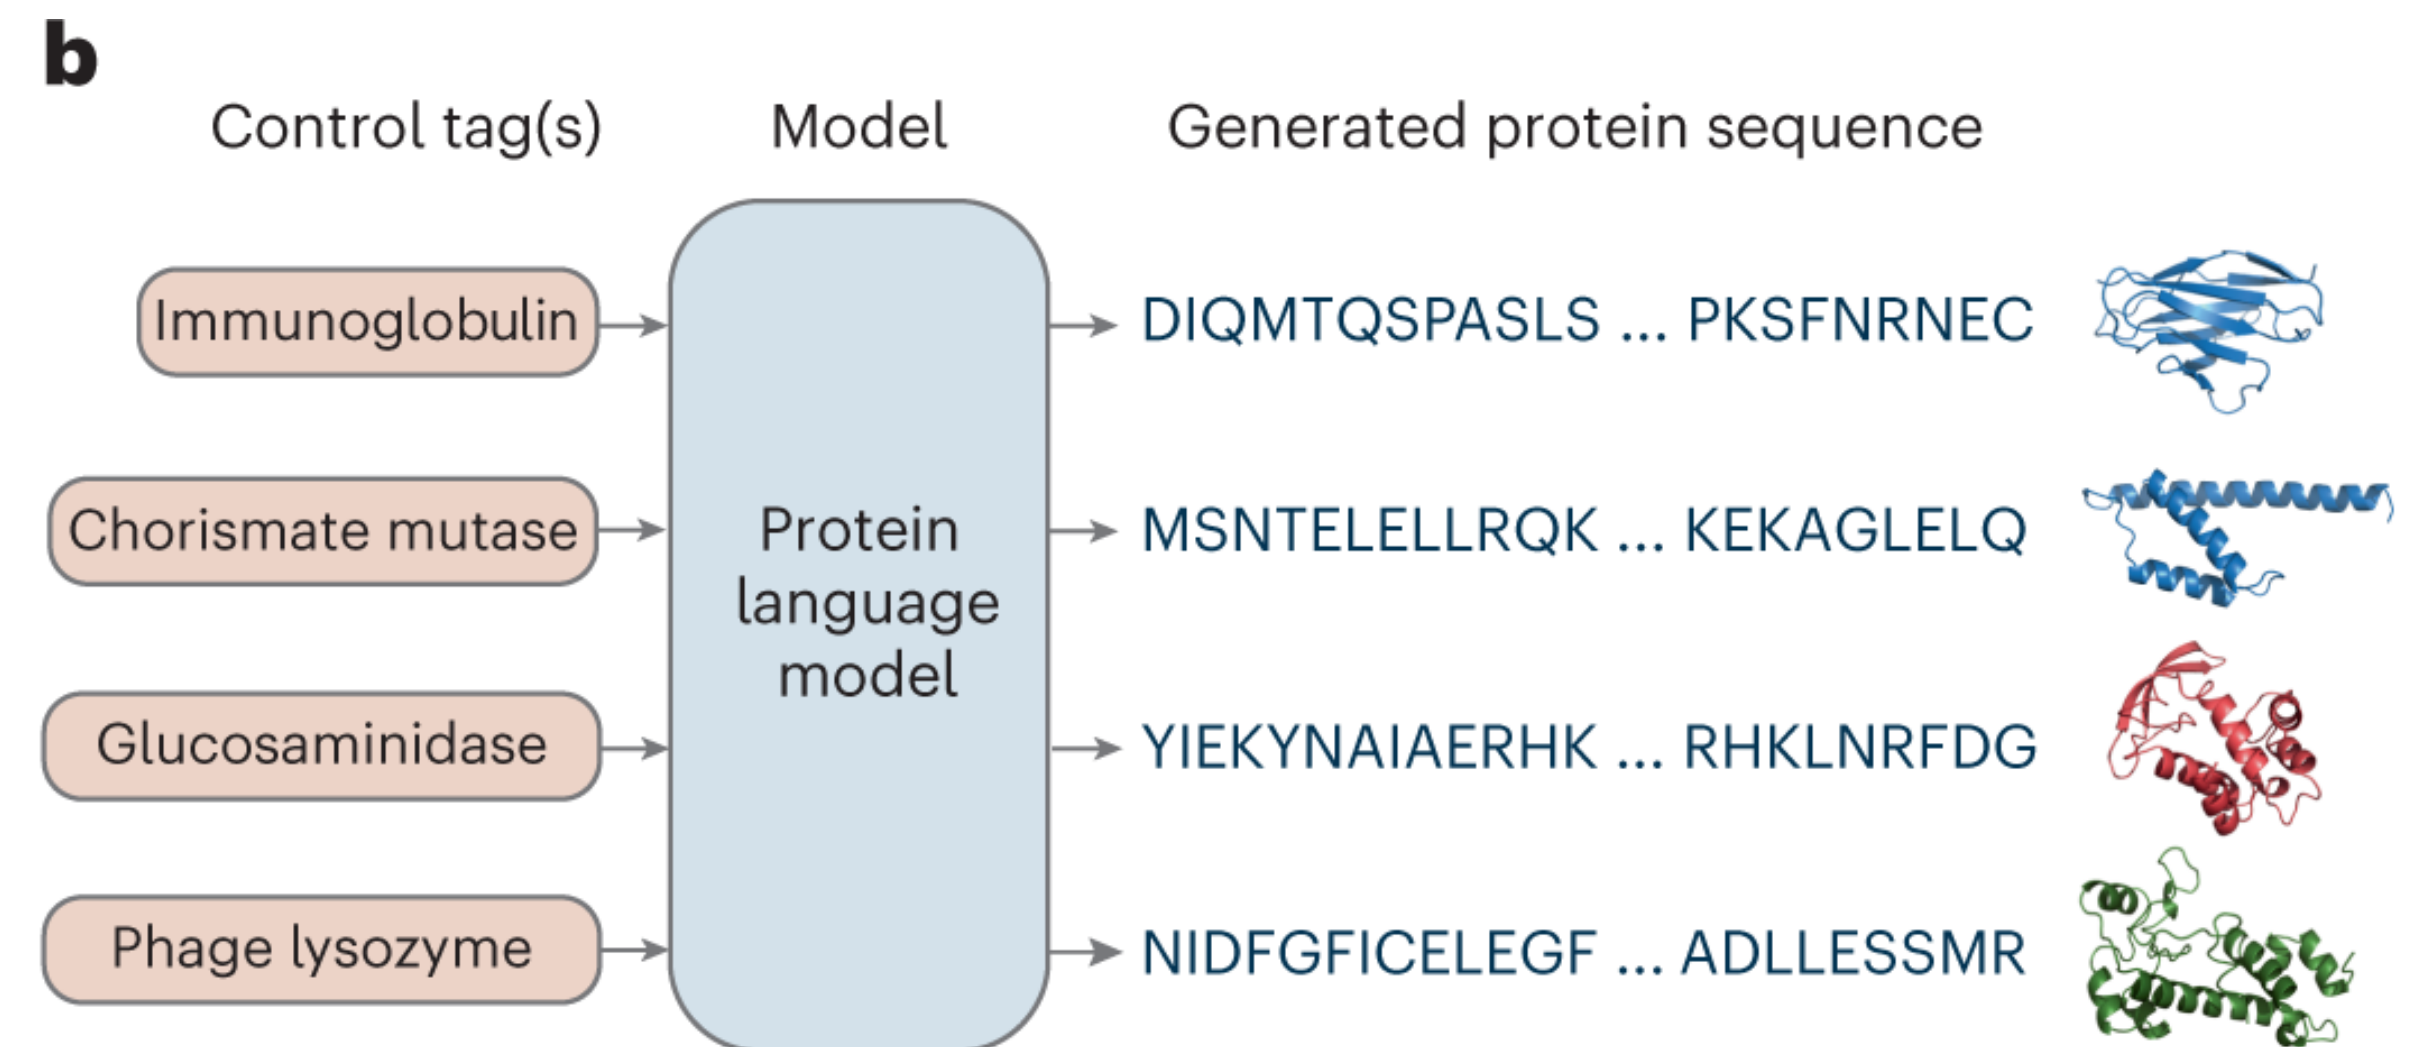 b
Control tag(s) Model Generated protein sequence
Immunoglobulin DIQMTQSPASLS ... PKSFNRNEC
Chorismate mutase MSNTELELLRQK ... KEKAGLELQ
Protein
language
model
Glucosaminidase YIEKYNAIAERHK ... RHKLNRFDG
Phage lysozyme NIDFGFICELEGF ... ADLLESSMR